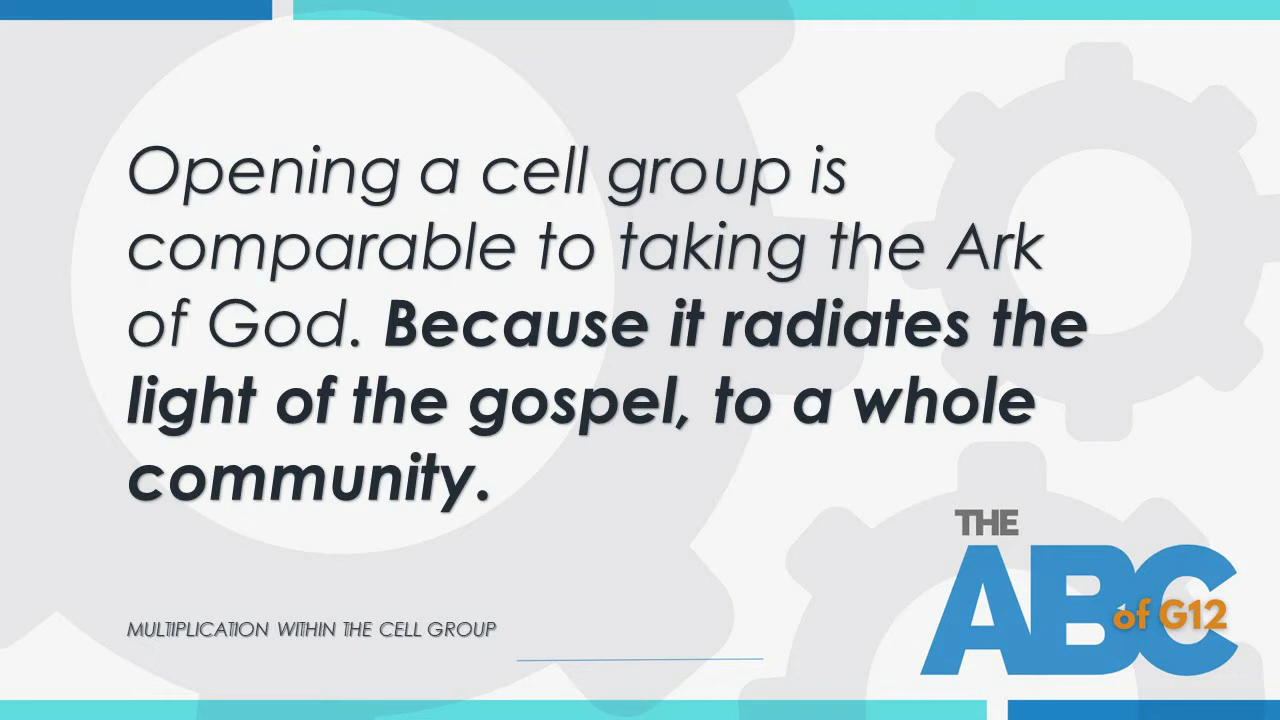 Opening a cell group is
comparable to taking the Ark
of God. Because it radiates the
light of the gospel, to a whole
community.
MULTIPLICATION WITHIN THE CELL GROUP
THE
ABC
of G12